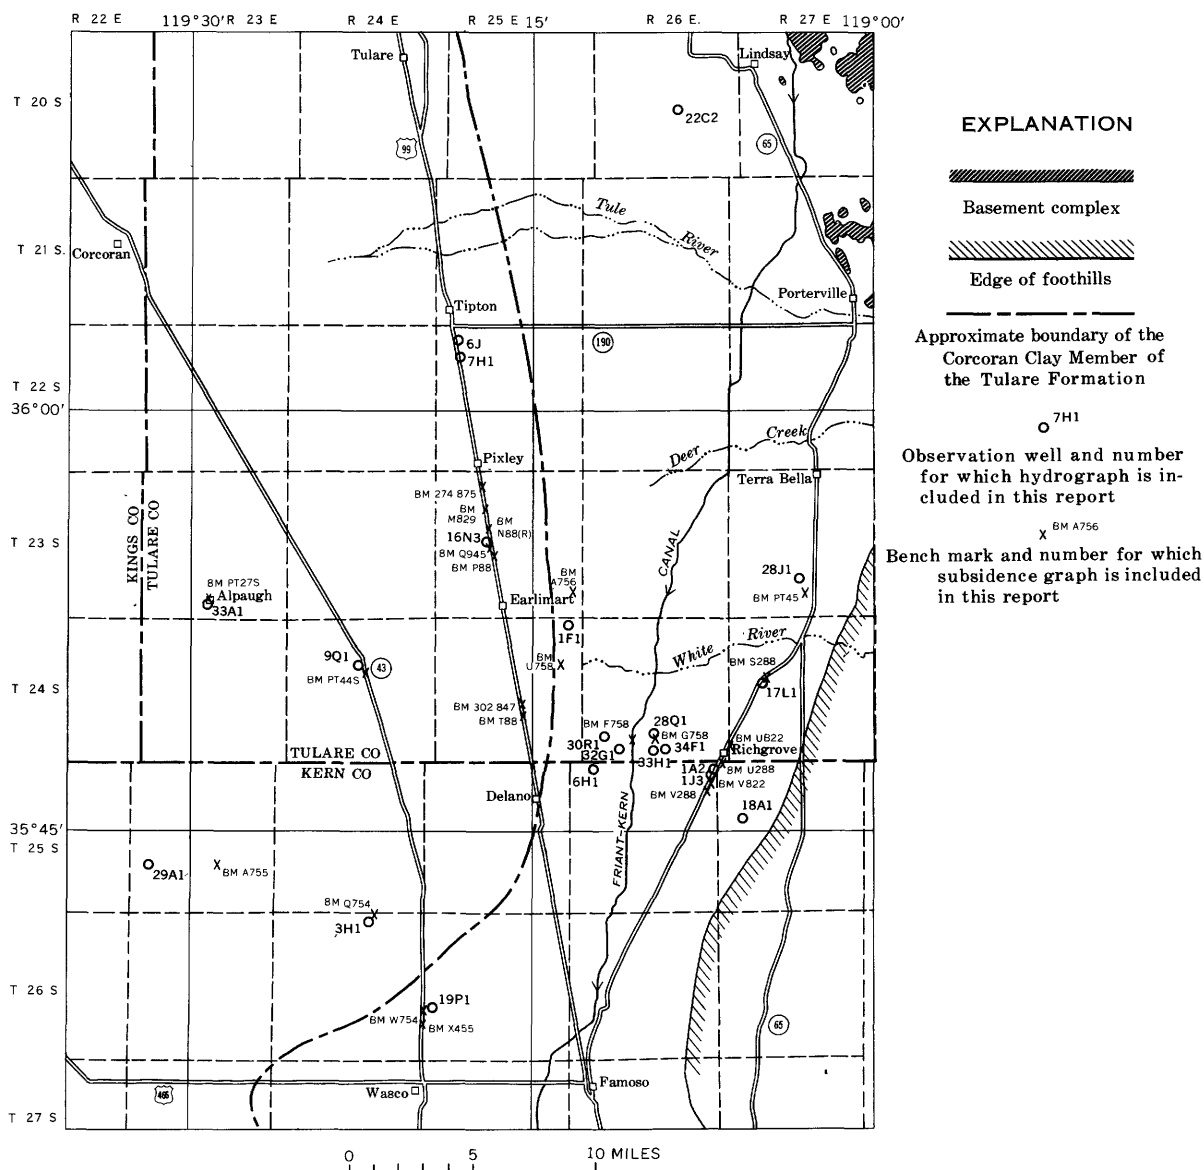 R 22 E
119°30'
R 23 E
R 24 E
R 25 E
15'
R 26 E.
R 27 E
119°00'
Tulare
Lindsay
T 20 S
22C2
99
65
EXPLANATION
Basement complex
Tule
River
T 21 S.
Corcoran
Edge of foothills
Porterville
Tipton
Approximate boundary of the
Corcoran Clay Member of
the Tulare Formation
6J
190
7H1
T 22 S
36°00'
7H1
Creek
Deer
Pixley
Observation well and number
for which hydrograph is in-
cluded in this report
Terra Bella
BM 274 875
BM
M829
BM
N88(R)
BM A756
T 23 S
16N3
BM Q945
BM P88
KINGS CO
TULARE CO
CANAL
Bench mark and number for which
subsidence graph is included
in this report
28J1
BM
A756
BM PT27S
Alpaugh
33A1
BM PT45
Earlimart
1F1
River
White
9Q1
43
BM PT44S
BM
U758
BM S288
T 24 S
17L1
BM 302 847
BM T88
BM F758
28Q1
BM G758
30R1
32G1
33H1
34F1
BM UB22
Richgrove
TULARE CO
KERN CO
6H1
1A2
1J3
BM U288
BM V822
BM V288
Delano
18A1
FRIANT-KERN
35°45'
T 25 S
29A1
BM A755
BM Q754
3H1
T 26 S
19P1
BM W754
BM X455
65
Wasco
Famoso
466
T 27 S
0
5
10 MILES